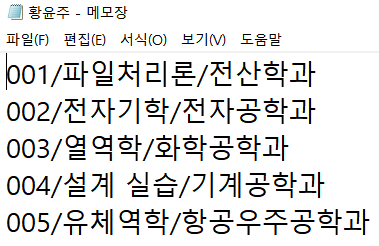 황윤주 - 메모장
파일(F) 편집(E) 서식(O) 보기(V) 도움말
001/파일처리론/전산학과
002/전자기학/전자공학과
003/열역학/화학공학과
004/설계 실습/기계공학과
005/유체역학/항공우주공학과